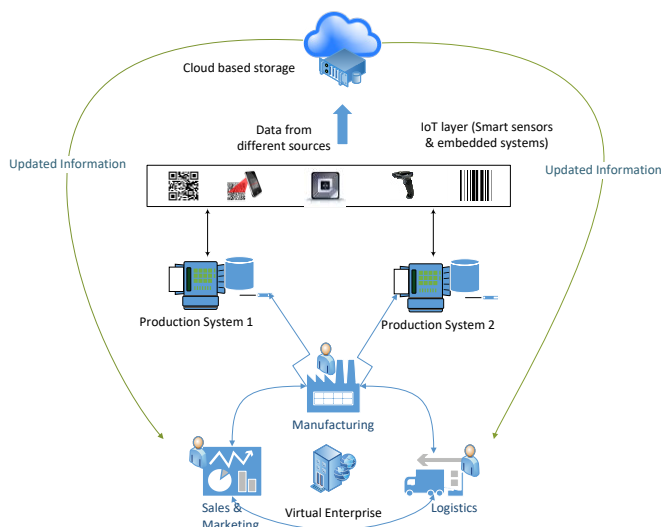 Cloud based storage
Data from
different sources
IoT layer (Smart sensors
& embedded systems)
Updated Information
Updated Information
Production System 1
Production System 2
Manufacturing
Sales &
Marketing
Virtual Enterprise
Logistics